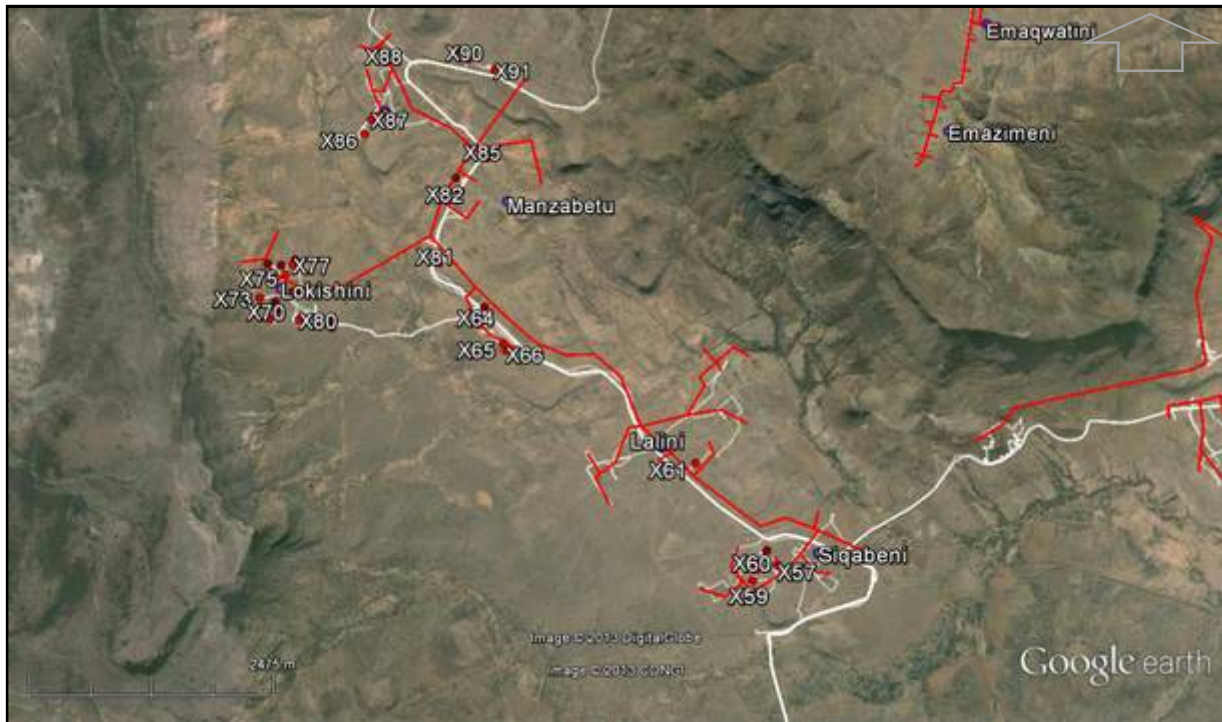 Emaqwatini
X88
X90
X91
X87
X86
Emazimeni
X85
X82
Manzabetu
X81
X77
X75
Lokishini
X73
X70
X80
X64
X65
X66
Lalini
X61
Siqabeni
X60
X57
X59
Image © 2013 DigitalGlobe
2475 m
Image © 2013
Google earth